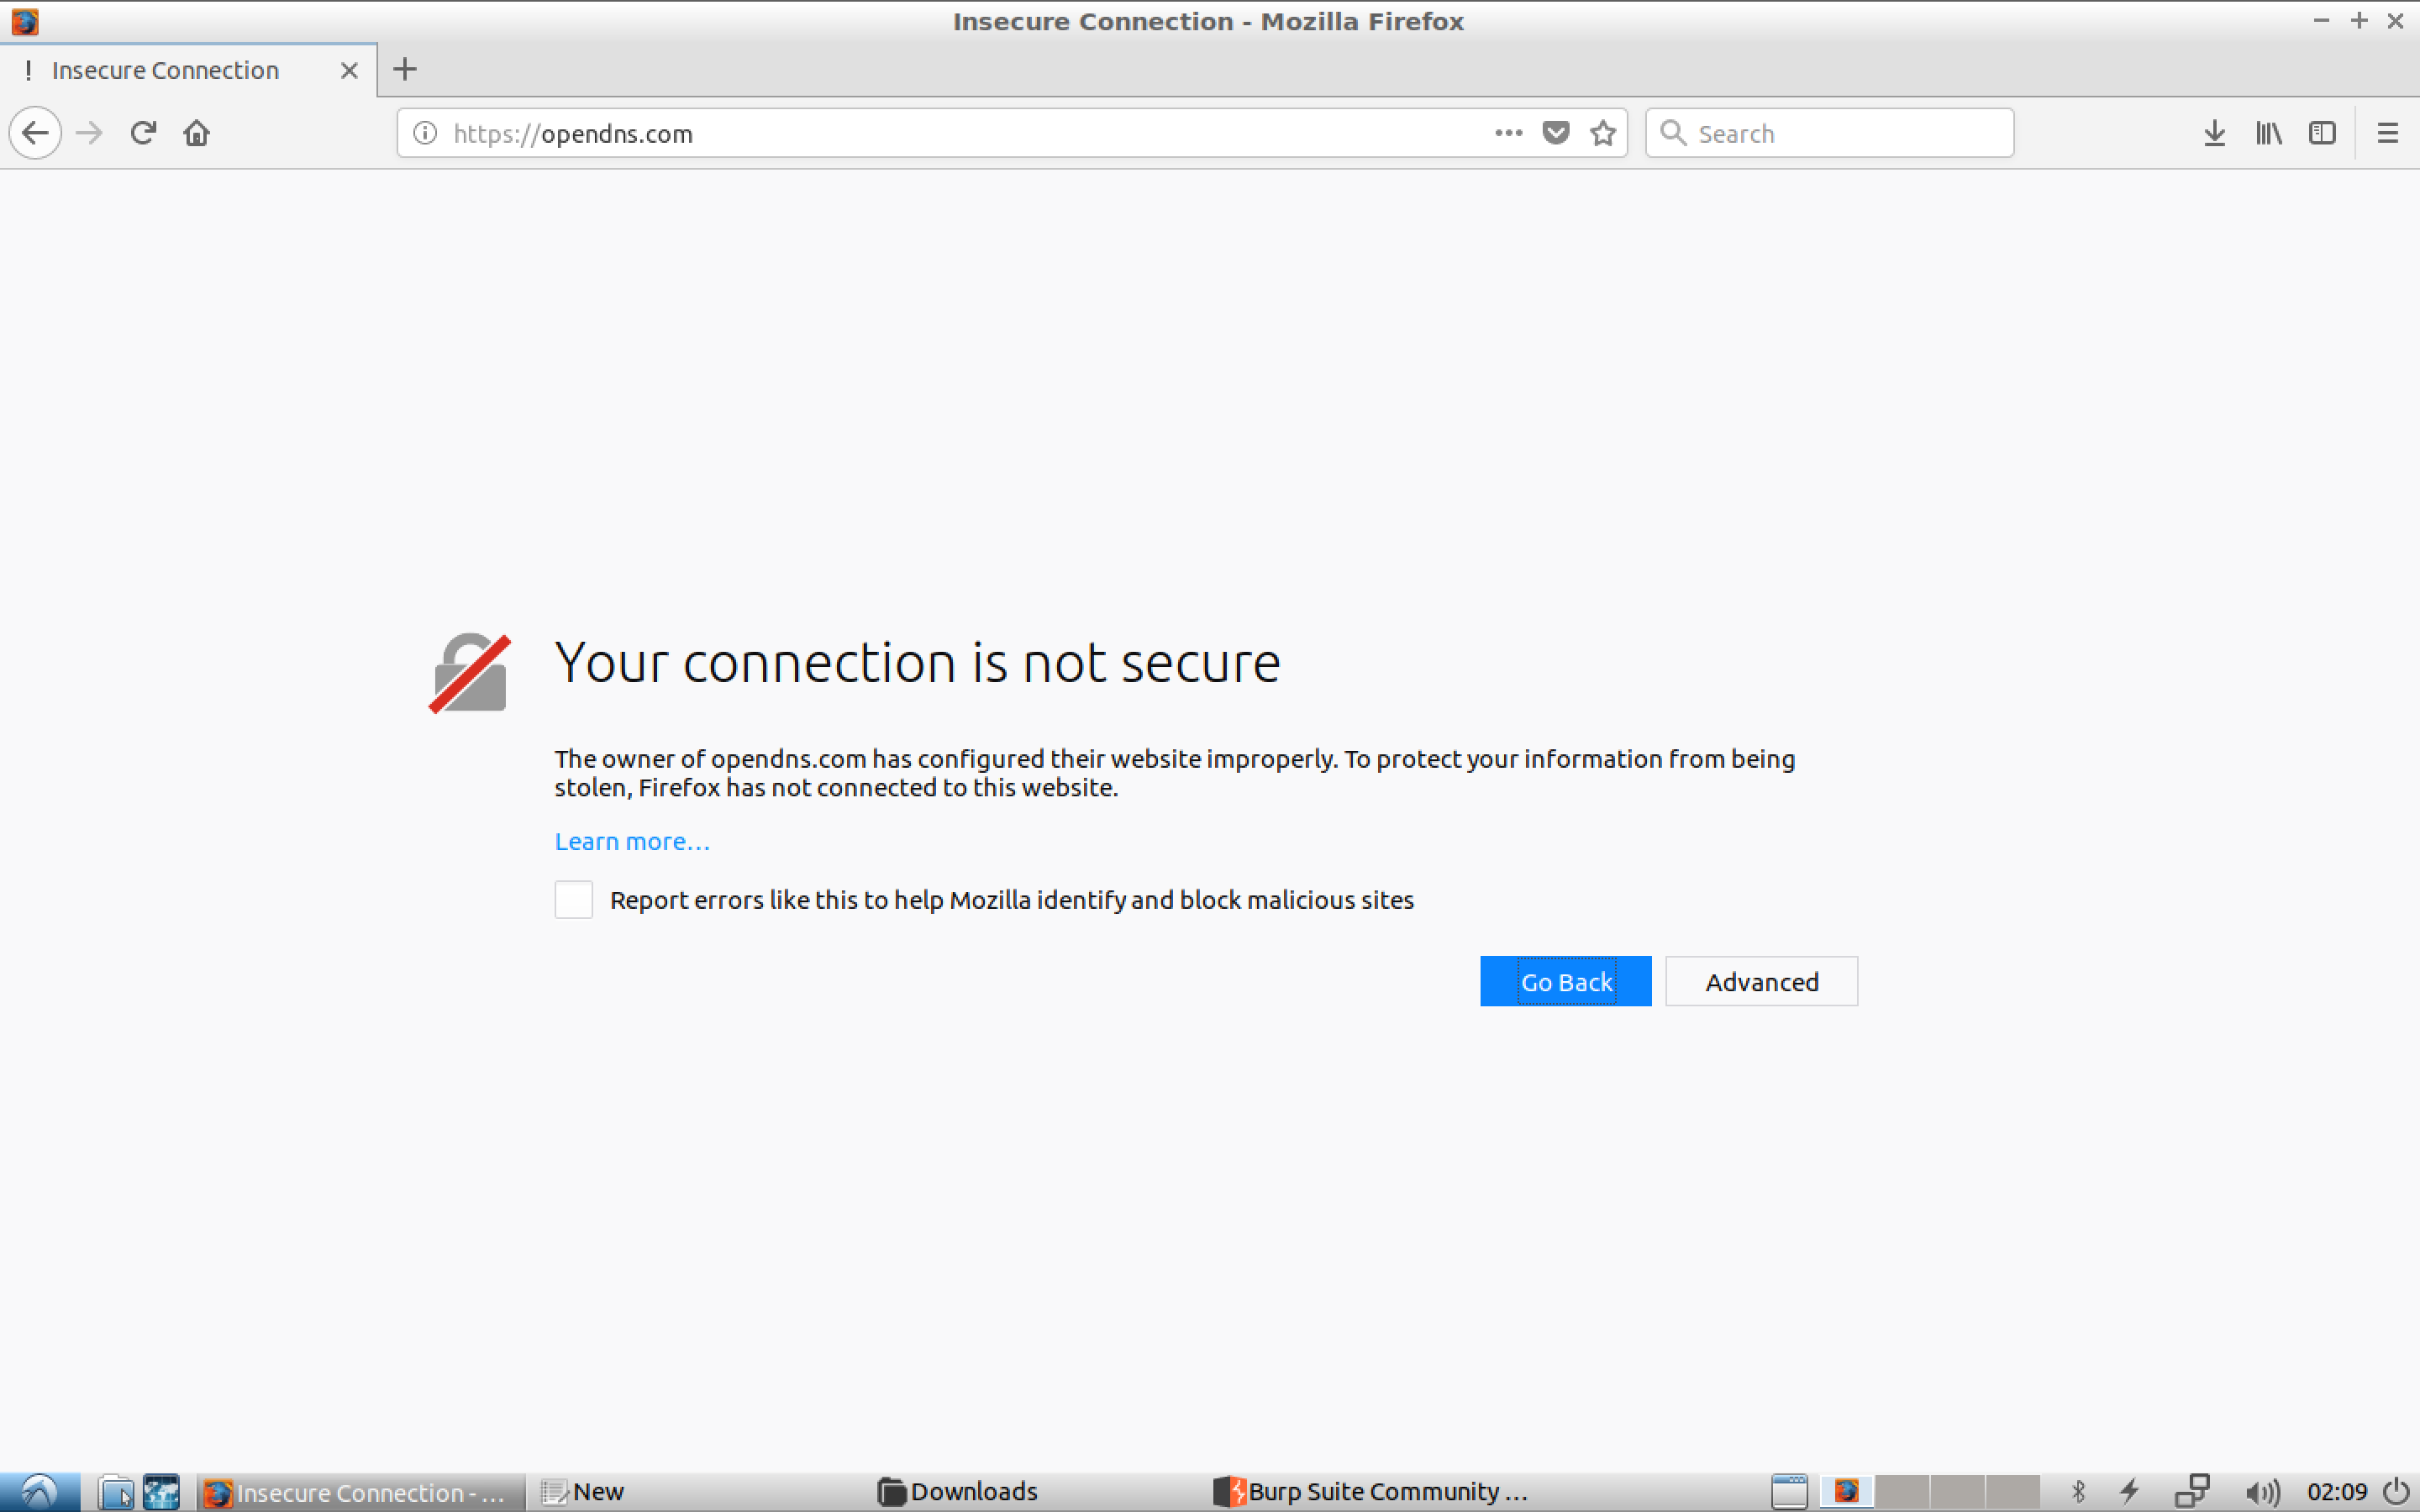 Insecure Connection - Mozilla Firefox
! Insecure Connection
https://opendns.com
Search
Your connection is not secure
The owner of opendns.com has configured their website improperly. To protect your information from being
stolen, Firefox has not connected to this website.
Learn more…
Report errors like this to help Mozilla identify and block malicious sites
Go Back
Advanced
Insecure Connection - …
New
Downloads
Burp Suite Community …
02:09